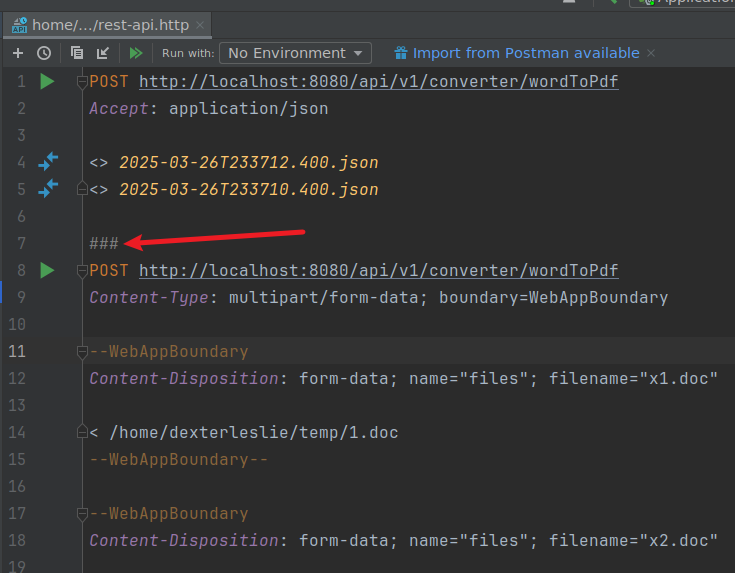 Application
API home/.../rest-api.http
Run with: No Environment Import from Postman available
1 POST http://localhost:8080/api/v1/converter/wordToPdf
2 Accept: application/json
3
4 <> 2025-03-26T233712.400.json
5 <> 2025-03-26T233710.400.json
6
7 ###
8 POST http://localhost:8080/api/v1/converter/wordToPdf
9 Content-Type: multipart/form-data; boundary=WebAppBoundary
10
11 --WebAppBoundary
12 Content-Disposition: form-data; name="files"; filename="x1.doc"
13
14 < /home/dexterleslie/temp/1.doc
15 --WebAppBoundary--
16
17 --WebAppBoundary
18 Content-Disposition: form-data; name="files"; filename="x2.doc"
19